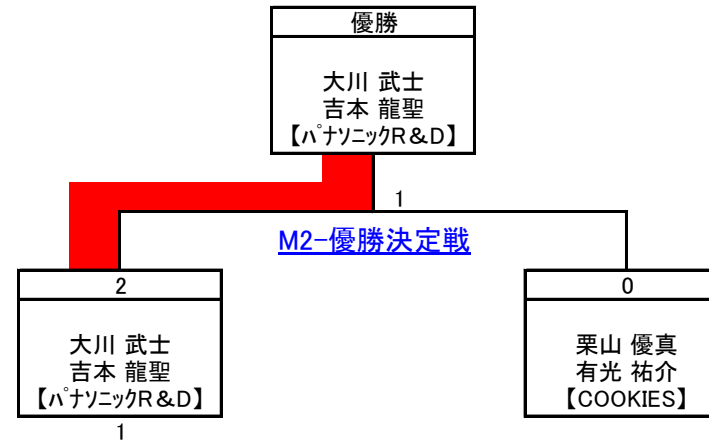 優勝
大川 武士
吉本 龍聖
【ﾊﾟﾅｿﾆｯｸR&D】
1
M2-優勝決定戦
2
大川 武士
吉本 龍聖
【ﾊﾟﾅｿﾆｯｸR&D】
1
0
栗山 優真
有光 祐介
【COOKIES】